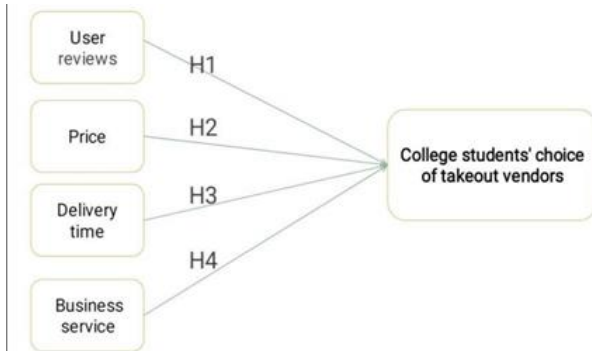 User
reviews
H1
Price
H2
College students' choice
of takeout vendors
Delivery
time
H3
H4
Business
service